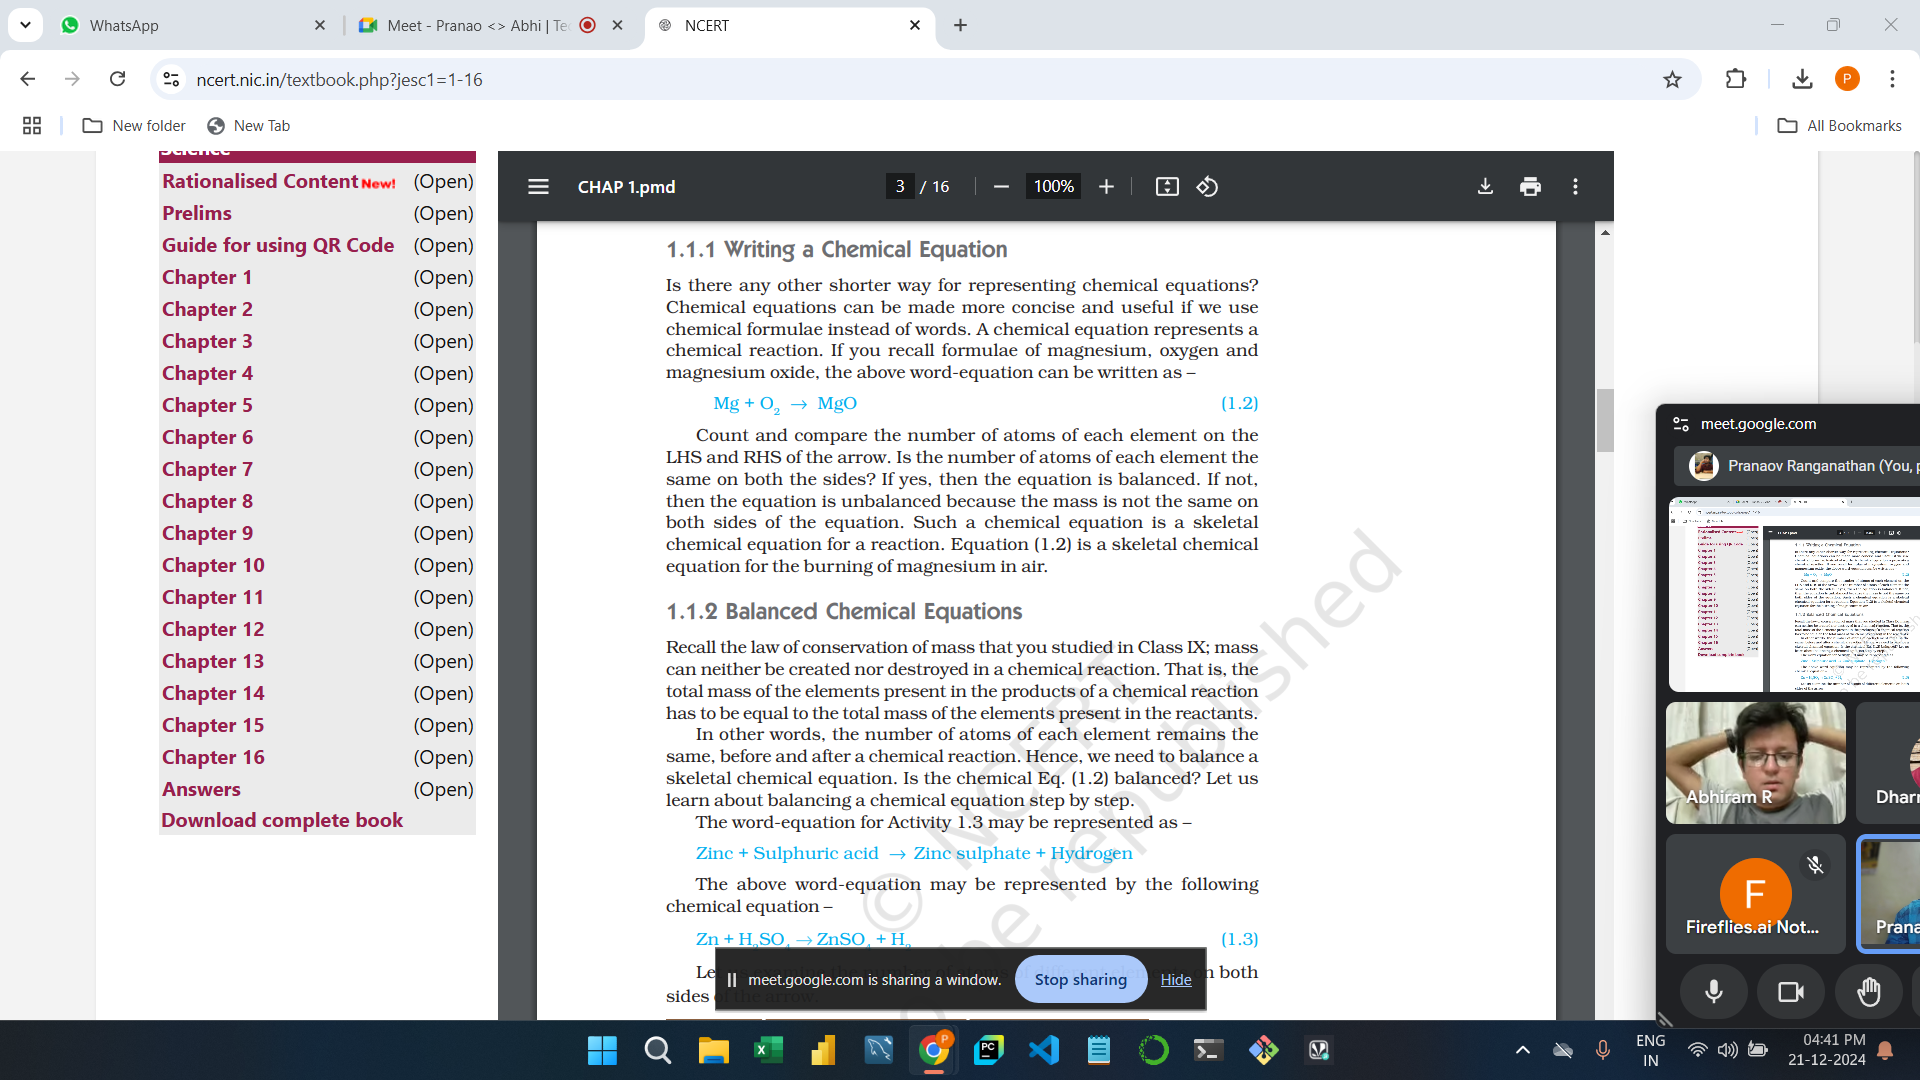 WhatsApp
Meet - Pranao <> Abhi | Te
NCERT
ncert.nic.in/textbook.php?jesc1=1-16
P
New folder
New Tab
All Bookmarks
Science
Rationalised Content New! (Open)
Prelims (Open)
Guide for using QR Code (Open)
Chapter 1 (Open)
Chapter 2 (Open)
Chapter 3 (Open)
Chapter 4 (Open)
Chapter 5 (Open)
Chapter 6 (Open)
Chapter 7 (Open)
Chapter 8 (Open)
Chapter 9 (Open)
Chapter 10 (Open)
Chapter 11 (Open)
Chapter 12 (Open)
Chapter 13 (Open)
Chapter 14 (Open)
Chapter 15 (Open)
Chapter 16 (Open)
Answers (Open)
Download complete book
CHAP 1.pmd
3 / 16
100%
1.1.1 Writing a Chemical Equation
Is there any other shorter way for representing chemical equations?
Chemical equations can be made more concise and useful if we use
chemical formulae instead of words. A chemical equation represents a
chemical reaction. If you recall formulae of magnesium, oxygen and
magnesium oxide, the above word-equation can be written as –
Mg + O₂ → MgO (1.2)
Count and compare the number of atoms of each element on the
LHS and RHS of the arrow. Is the number of atoms of each element the
same on both the sides? If yes, then the equation is balanced. If not,
then the equation is unbalanced because the mass is not the same on
both sides of the equation. Such a chemical equation is a skeletal
chemical equation for a reaction. Equation (1.2) is a skeletal chemical
equation for the burning of magnesium in air.
1.1.2 Balanced Chemical Equations
Recall the law of conservation of mass that you studied in Class IX; mass
can neither be created nor destroyed in a chemical reaction. That is, the
total mass of the elements present in the products of a chemical reaction
has to be equal to the total mass of the elements present in the reactants.
In other words, the number of atoms of each element remains the
same, before and after a chemical reaction. Hence, we need to balance a
skeletal chemical equation. Is the chemical Eq. (1.2) balanced? Let us
learn about balancing a chemical equation step by step.
The word-equation for Activity 1.3 may be represented as –
Zinc + Sulphuric acid → Zinc sulphate + Hydrogen
The above word-equation may be represented by the following
chemical equation –
Zn + H₂SO₄ → ZnSO₄ + H₂ (1.3)
on both
sides of the arrow.
© NCERT
be republished
meet.google.com is sharing a window.
Stop sharing
Hide
meet.google.com
Pranaov Ranganathan (You, p
Abhiram R
Dharr
F
Fireflies.ai Not...
Prana
ENG
IN
04:41 PM
21-12-2024